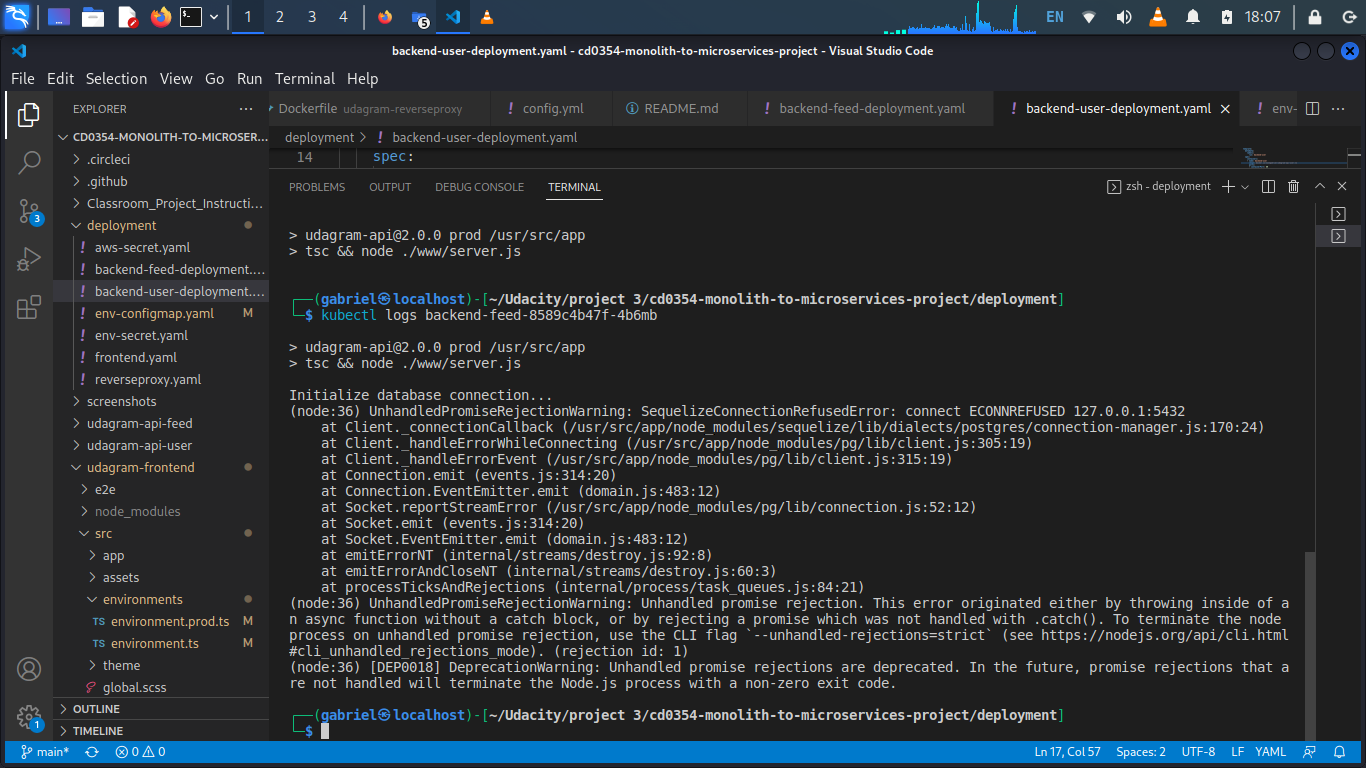 1 2 3 4 5 EN 18:07
backend-user-deployment.yaml - cd0354-monolith-to-microservices-project - Visual Studio Code
File Edit Selection View Go Run Terminal Help
EXPLORER ···
Dockerfile udagram-reverseproxy ! config.yml README.md ! backend-feed-deployment.yaml ! backend-user-deployment.yaml ! env- ···
deployment > ! backend-user-deployment.yaml
14 spec:
CD0354-MONOLITH-TO-MICROSER...
.circleci
.github
Classroom_Project_Instructi...
deployment
! aws-secret.yaml
! backend-feed-deployment....
! backend-user-deployment....
! env-configmap.yaml M
! env-secret.yaml
! frontend.yaml
! reverseproxy.yaml
screenshots
udagram-api-feed
udagram-api-user
udagram-frontend
e2e
node_modules
src
app
assets
environments
TS environment.prod.ts M
TS environment.ts M
theme
global.scss
OUTLINE
TIMELINE
3
1
PROBLEMS OUTPUT DEBUG CONSOLE TERMINAL zsh - deployment
> udagram-api@2.0.0 prod /usr/src/app
> tsc && node ./www/server.js
(gabriel㉿localhost)-[~/Udacity/project 3/cd0354-monolith-to-microservices-project/deployment]
$ kubectl logs backend-feed-8589c4b47f-4b6mb
> udagram-api@2.0.0 prod /usr/src/app
> tsc && node ./www/server.js
Initialize database connection...
(node:36) UnhandledPromiseRejectionWarning: SequelizeConnectionRefusedError: connect ECONNREFUSED 127.0.0.1:5432
at Client._connectionCallback (/usr/src/app/node_modules/sequelize/lib/dialects/postgres/connection-manager.js:170:24)
at Client._handleErrorWhileConnecting (/usr/src/app/node_modules/pg/lib/client.js:305:19)
at Client._handleErrorEvent (/usr/src/app/node_modules/pg/lib/client.js:315:19)
at Connection.emit (events.js:314:20)
at Connection.EventEmitter.emit (domain.js:483:12)
at Socket.reportStreamError (/usr/src/app/node_modules/pg/lib/connection.js:52:12)
at Socket.emit (events.js:314:20)
at Socket.EventEmitter.emit (domain.js:483:12)
at emitErrorNT (internal/streams/destroy.js:92:8)
at emitErrorAndCloseNT (internal/streams/destroy.js:60:3)
at processTicksAndRejections (internal/process/task_queues.js:84:21)
(node:36) UnhandledPromiseRejectionWarning: Unhandled promise rejection. This error originated either by throwing inside of a
n async function without a catch block, or by rejecting a promise which was not handled with .catch(). To terminate the node
process on unhandled promise rejection, use the CLI flag `--unhandled-rejections=strict` (see https://nodejs.org/api/cli.html
#cli_unhandled_rejections_mode). (rejection id: 1)
(node:36) [DEP0018] DeprecationWarning: Unhandled promise rejections are deprecated. In the future, promise rejections that a
re not handled will terminate the Node.js process with a non-zero exit code.
(gabriel㉿localhost)-[~/Udacity/project 3/cd0354-monolith-to-microservices-project/deployment]
$
main* 0 0 Ln 17, Col 57 Spaces: 2 UTF-8 LF YAML